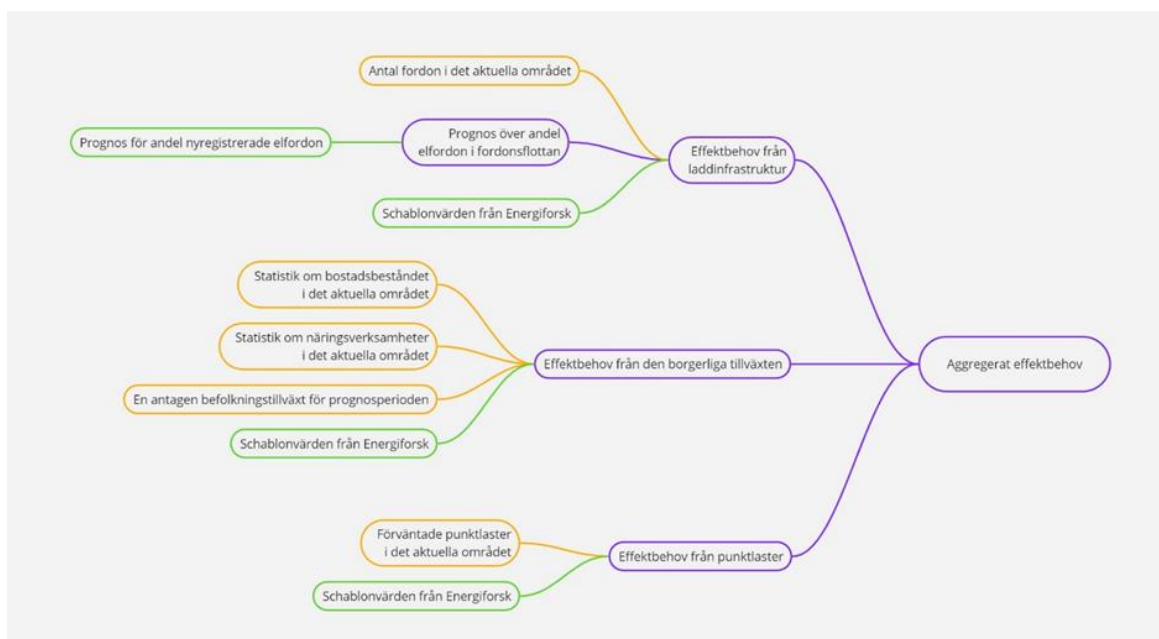 Antal fordon i det aktuella området
Prognos för andel nyregistrerade elfordon
Prognos över andel
elfordon i fordonsflottan
Effektbehov från
laddinfrastruktur
Schablonvärden från Energiforsk
Statistik om bostadsbeståndet
i det aktuella området
Statistik om näringsverksamheter
i det aktuella området
Effektbehov från den borgerliga tillväxten
Aggregerat effektbehov
En antagen befolkningstillväxt för prognosperioden
Schablonvärden från Energiforsk
Förväntade punktlaster
i det aktuella området
Effektbehov från punktlaster
Schablonvärden från Energiforsk